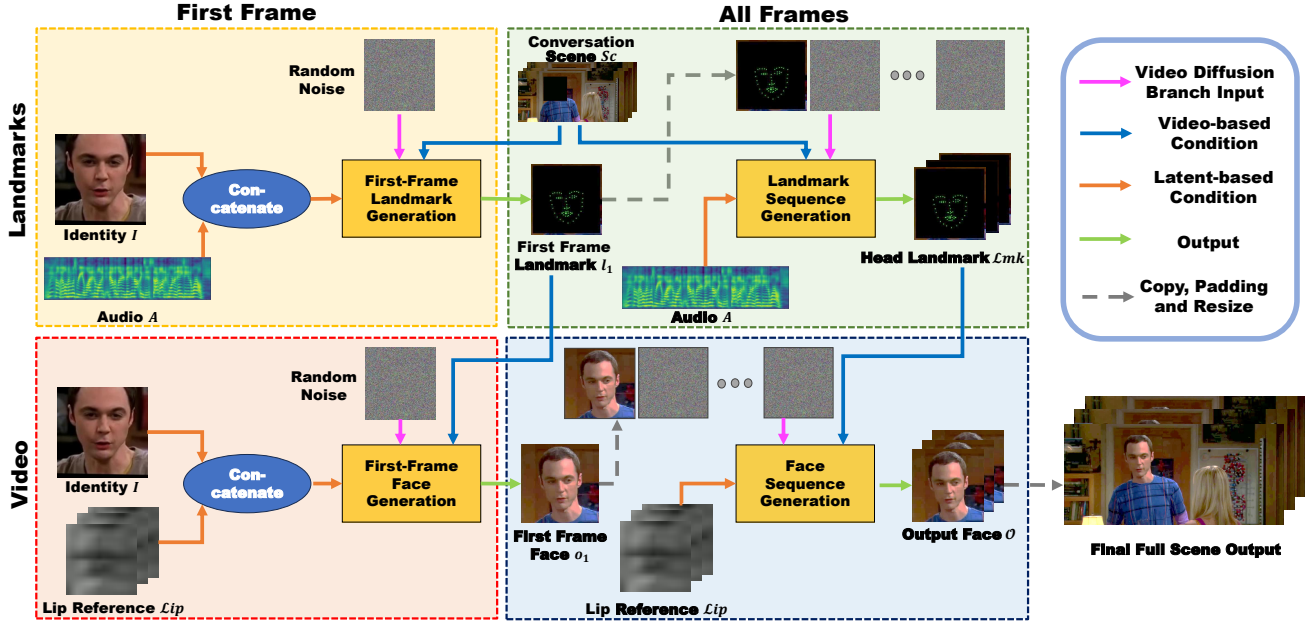 First Frame
All Frames
Landmarks
Random
Noise
Identity I
Con-
catenate
Audio A
First-Frame
Landmark
Generation
Conversation
Scene Sc
First Frame
Landmark l₁
Landmark
Sequence
Generation
Audio A
Head Landmark ℒmk
Video Diffusion
Branch Input
Video-based
Condition
Latent-based
Condition
Output
Copy, Padding
and Resize
Video
Random
Noise
Identity I
Con-
catenate
Lip Reference ℒip
First-Frame
Face
Generation
First Frame
Face o₁
Lip Reference ℒip
Face
Sequence
Generation
Output Face 𝒪
Final Full Scene Output